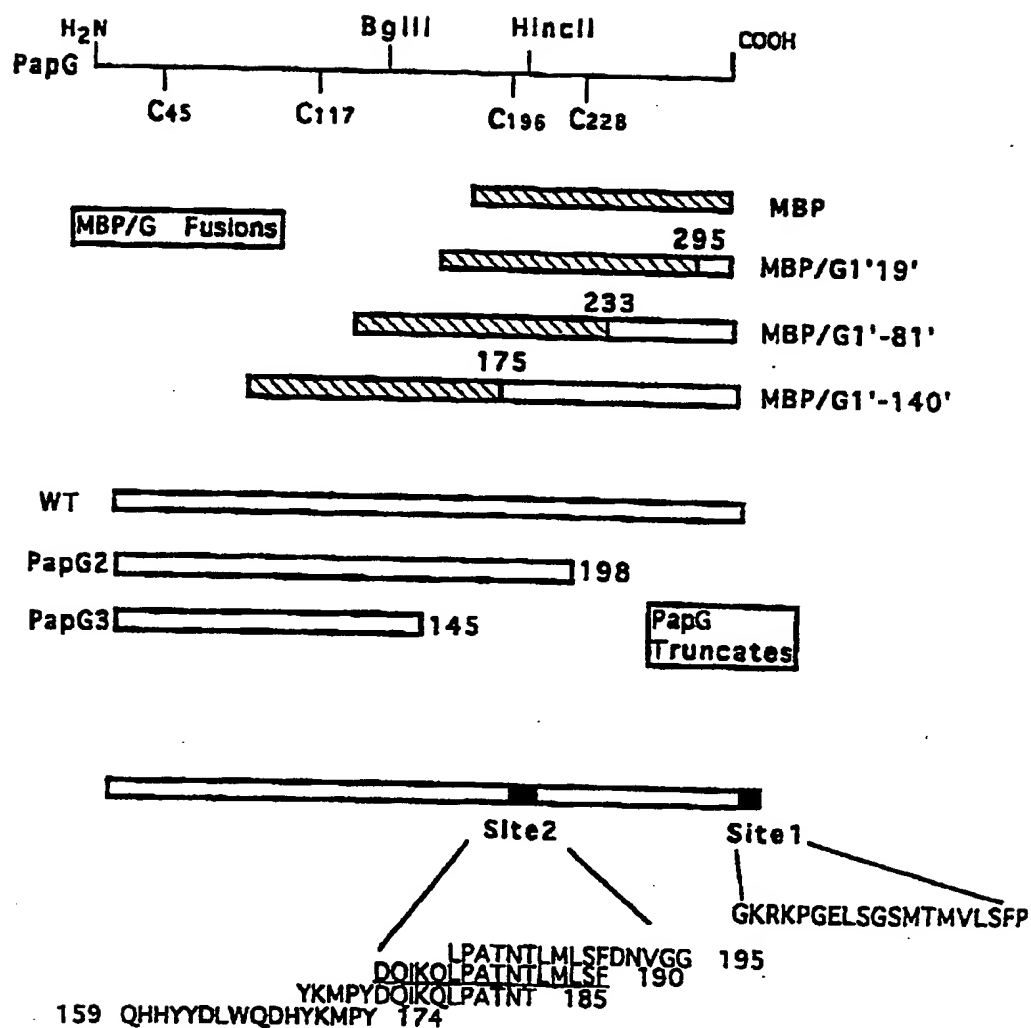 H2N BglII HincII COOH
PapG
C45 C117 C196 C228
MBP
MBP/G Fusions
295
MBP/G1'19'
233
MBP/G1'-81'
175
MBP/G1'-140'
WT
PapG2 198
PapG3 145
PapG
Truncates
Site2 Site1
GKRKPGELSGSMTMVLSFP
LPATNTLMLSFDNVGG 195
DQIKQLPATNTLMLSF 190
YKMPYDQIKQLPATNT 185
159 QHHYYDLWQDHYKMPY 174